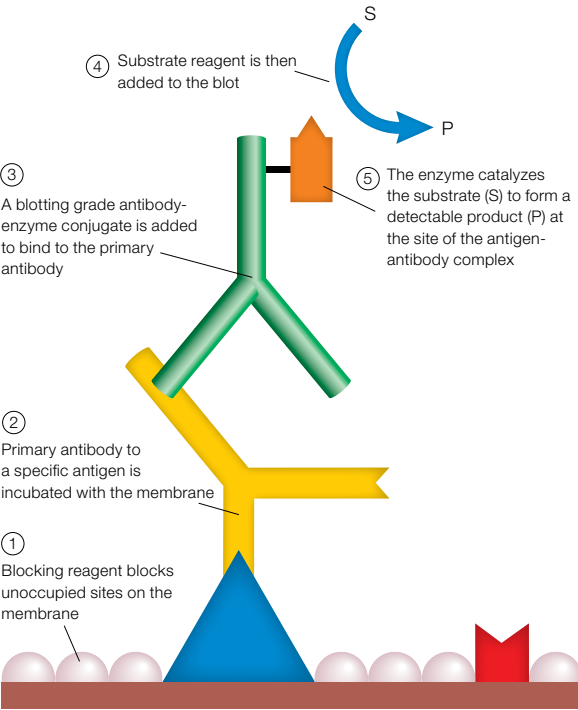 S
4 Substrate reagent is then
added to the blot
P
3
A blotting grade antibody-
enzyme conjugate is added
to bind to the primary
antibody
5 The enzyme catalyzes
the substrate (S) to form a
detectable product (P) at
the site of the antigen-
antibody complex
2
Primary antibody to
a specific antigen is
incubated with the membrane
1
Blocking reagent blocks
unoccupied sites on the
membrane